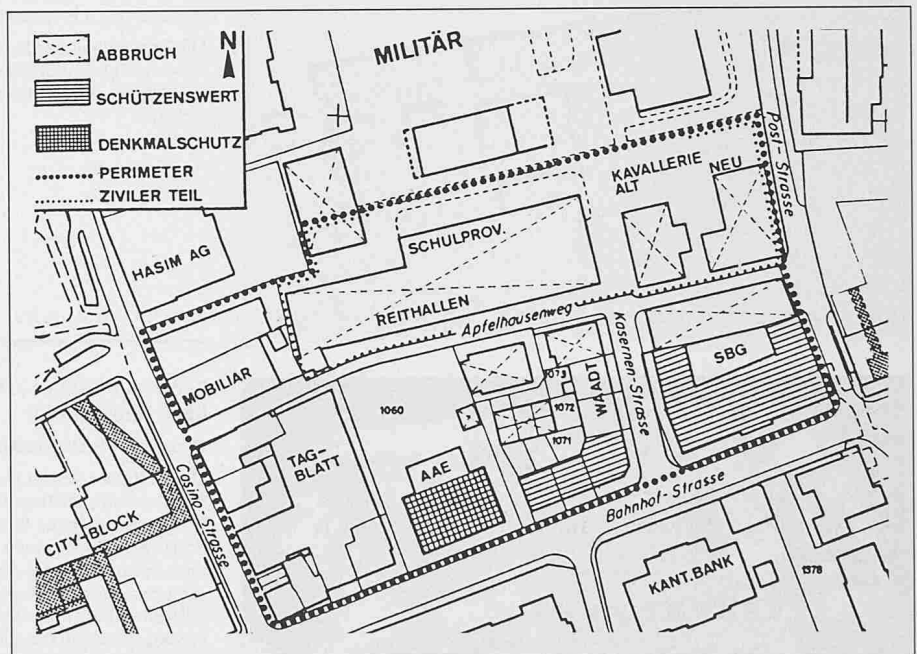 ABBRUCH
N
SCHÜTZENSWERT
DENKMALSCHUTZ
PERIMETER
ZIVILER TEIL
MILITÄR
Post-Strasse
KAVALLERIE
ALT
NEU
HASIM AG
SCHULPROV.
REITHALLEN
Apfelhausenweg
Kasernen-Strasse
MOBILIAR
SBG
1060
1073
1072
1071
WAADT
TAG-
BLATT
AAE
Casino-Strasse
CITY-BLOCK
Bahnhof-Strasse
KANT. BANK
1378